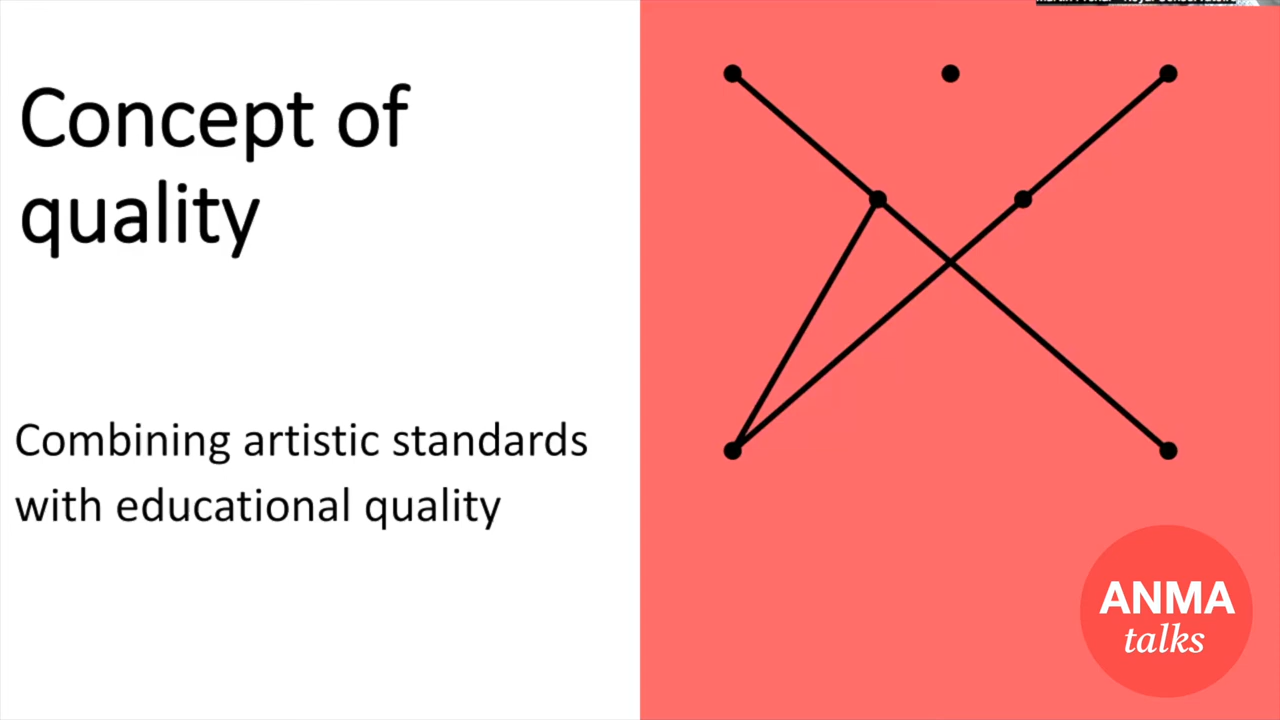 Concept of
quality
Combining artistic standards
with educational quality
ANMA
talks